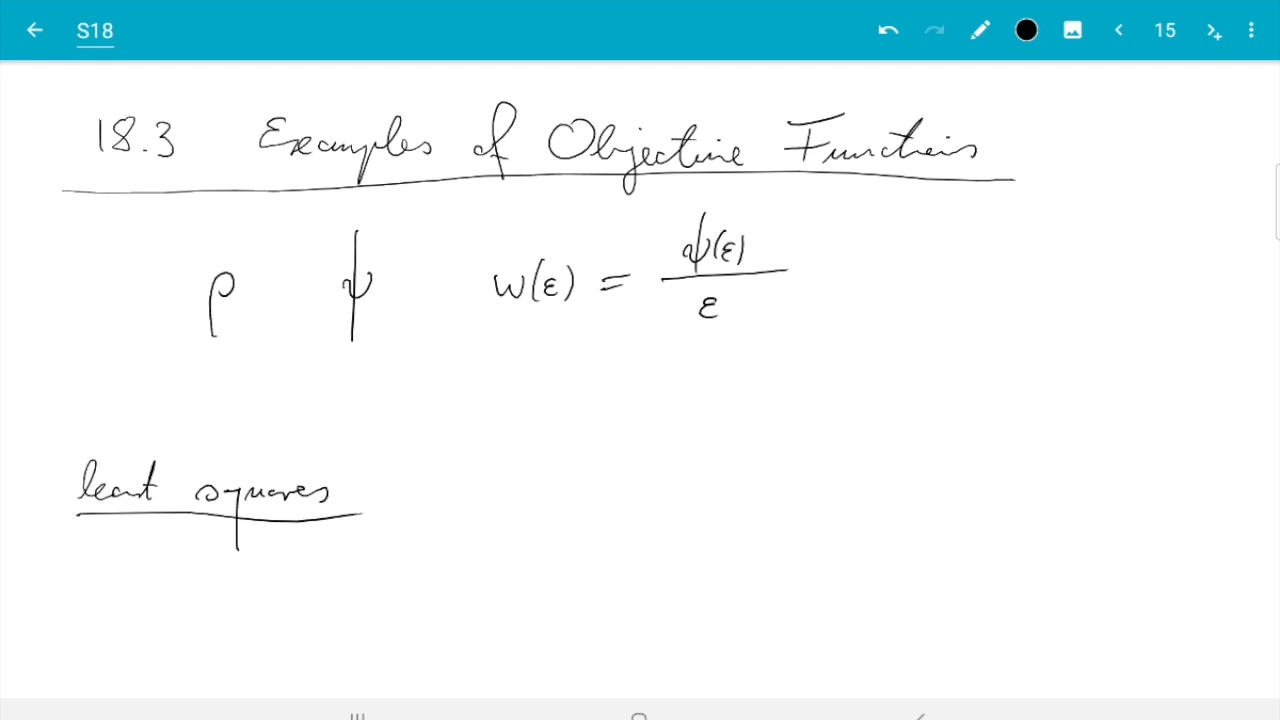 S18
15
18.3 Examples of Objective Functions
ρ ψ w(ε) = ψ(ε) / ε
least squares